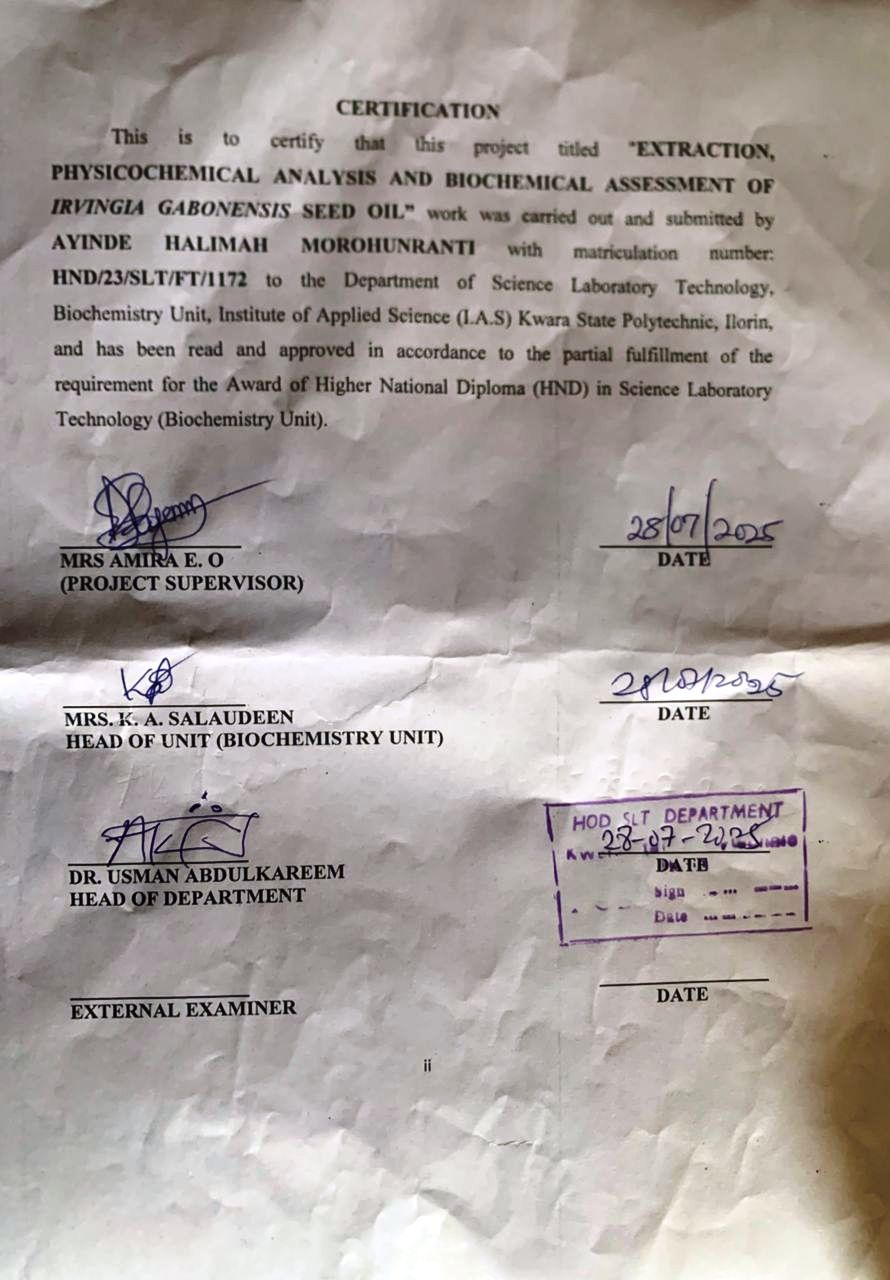 CERTIFICATION
This is to certify that this project titled "EXTRACTION,
PHYSICOCHEMICAL ANALYSIS AND BIOCHEMICAL ASSESSMENT OF
IRVINGIA GABONENSIS SEED OIL" work was carried out and submitted by
AYINDE HALIMAH MOROHUNRANTI with matriculation number:
HND/23/SLT/FT/1172 to the Department of Science Laboratory Technology,
Biochemistry Unit, Institute of Applied Science (I.A.S) Kwara State Polytechnic, Ilorin,
and has been read and approved in accordance to the partial fulfillment of the
requirement for the Award of Higher National Diploma (HND) in Science Laboratory
Technology (Biochemistry Unit).
28/07/2025
MRS AMIRA E. O
DATE
(PROJECT SUPERVISOR)
28/07/2025
MRS. K. A. SALAUDEEN
DATE
HEAD OF UNIT (BIOCHEMISTRY UNIT)
HOD SLT DEPARTMENT
28-07-2025
DR. USMAN ABDULKAREEM
DATE
HEAD OF DEPARTMENT
Sign
Date
EXTERNAL EXAMINER
DATE
ii